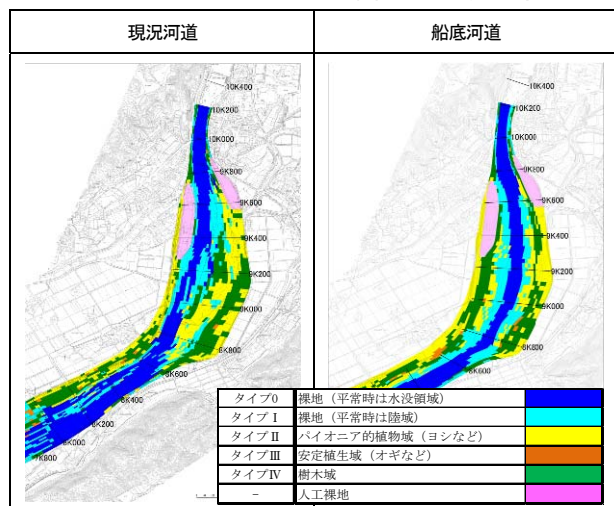 現況河道
船底河道
10K400
10K200
10K000
9K800
9K600
9K400
9K200
9K000
8K800
8K600
8K400
8K200
8K000
7K800
10K400
10K200
10K000
9K800
9K600
9K400
9K200
9K000
8K800
8K600
タイプ0 裸地(平常時は水没領域)
タイプⅠ 裸地(平常時は陸域)
タイプⅡ パイオニア的植物域(ヨシなど)
タイプⅢ 安定植生域(オギなど)
タイプⅣ 樹木域
- 人工裸地